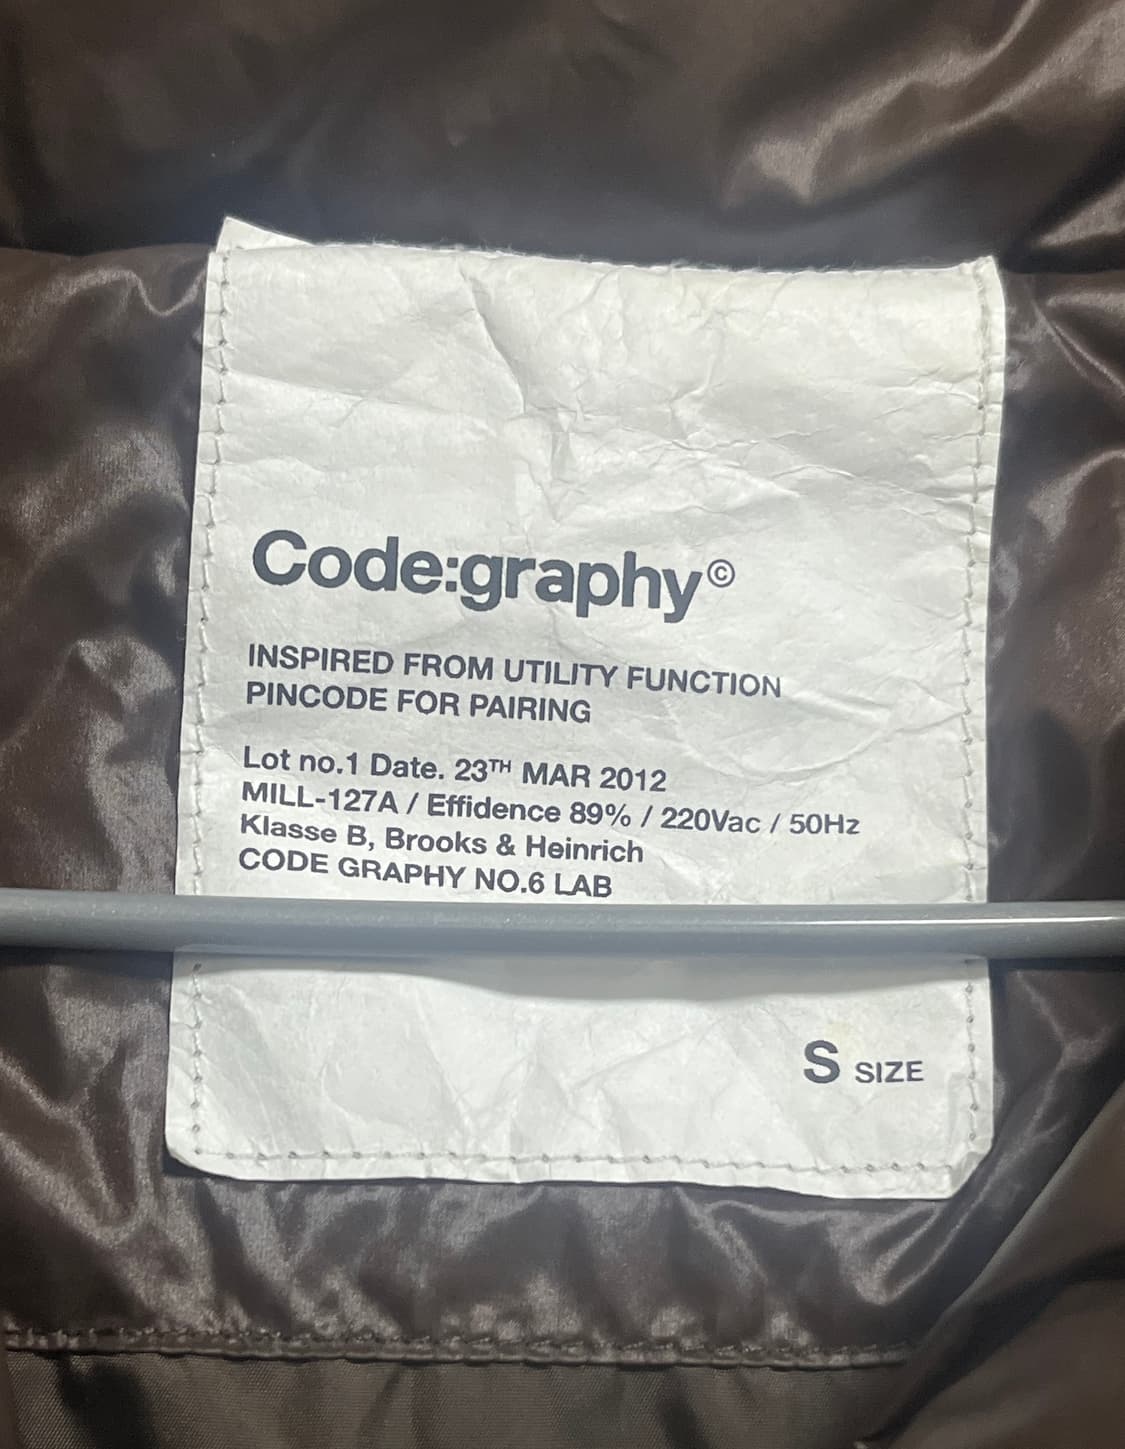 Code:graphy©
INSPIRED FROM UTILITY FUNCTION
PINCODE FOR PAIRING
Lot no.1 Date. 23TH MAR 2012
MILL-127A / Effidence 89% / 220Vac / 50Hz
Klasse B, Brooks & Heinrich
CODE GRAPHY NO.6 LAB
S SIZE